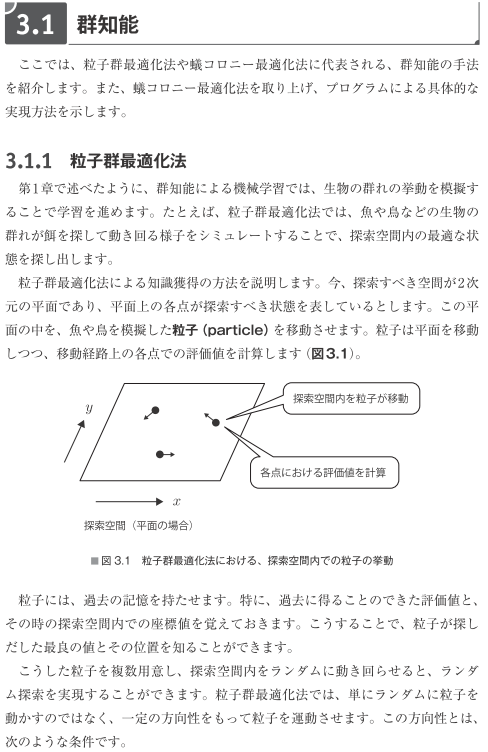 3.1 群知能
ここでは、粒子群最適化法や蟻コロニー最適化法に代表される、群知能の手法
を紹介します。また、蟻コロニー最適化法を取り上げ、プログラムによる具体的な
実現方法を示します。
3.1.1 粒子群最適化法
第1章で述べたように、群知能による機械学習では、生物の群れの挙動を模擬す
ることで学習を進めます。たとえば、粒子群最適化法では、魚や鳥などの生物の
群れが餌を探して動き回る様子をシミュレートすることで、探索空間内の最適な状
態を探し出します。
粒子群最適化法による知識獲得の方法を説明します。今、探索すべき空間が2次
元の平面であり、平面上の各点が探索すべき状態を表しているとします。この平
面の中を、魚や鳥を模擬した粒子（particle）を移動させます。粒子は平面を移動
しつつ、移動経路上の各点での評価値を計算します（図3.1）。
探索空間内を粒子が移動
y
各点における評価値を計算
x
探索空間（平面の場合）
■図 3.1 粒子群最適化法における、探索空間内での粒子の挙動
粒子には、過去の記憶を持たせます。特に、過去に得ることのできた評価値と、
その時の探索空間内での座標値を覚えておきます。こうすることで、粒子が探し
だした最良の値とその位置を知ることができます。
こうした粒子を複数用意し、探索空間内をランダムに動き回らせると、ランダ
ム探索を実現することができます。粒子群最適化法では、単にランダムに粒子を
動かすのではなく、一定の方向性をもって粒子を運動させます。この方向性とは、
次のような条件です。